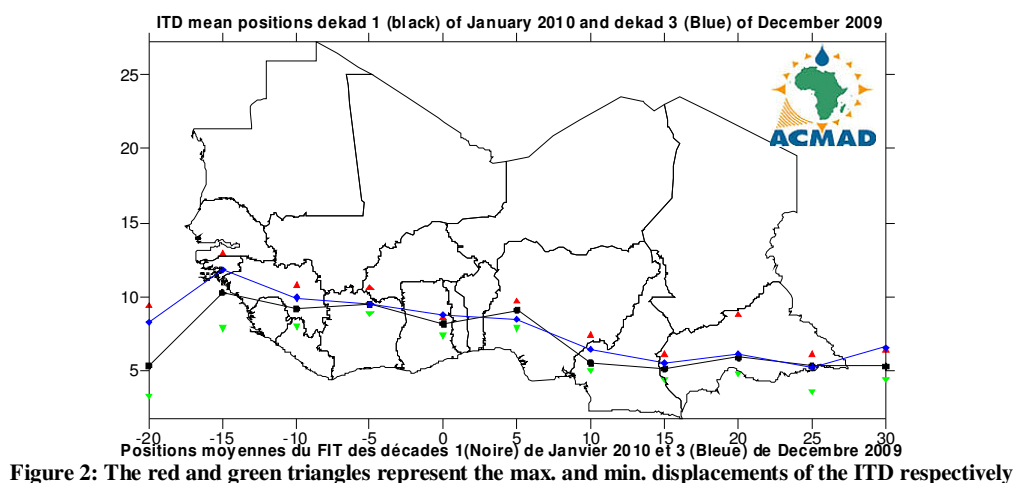 ITD mean positions dekad 1 (black) of January 2010 and dekad 3 (Blue) of December 2009
25
20
15
10
5
ACMAD
-20 -15 -10 -5 0 5 10 15 20 25 30
Positions moyennes du FIT des décades 1(Noire) de Janvier 2010 et 3 (Bleue) de Decembre 2009
Figure 2: The red and green triangles represent the max. and min. displacements of the ITD respectively